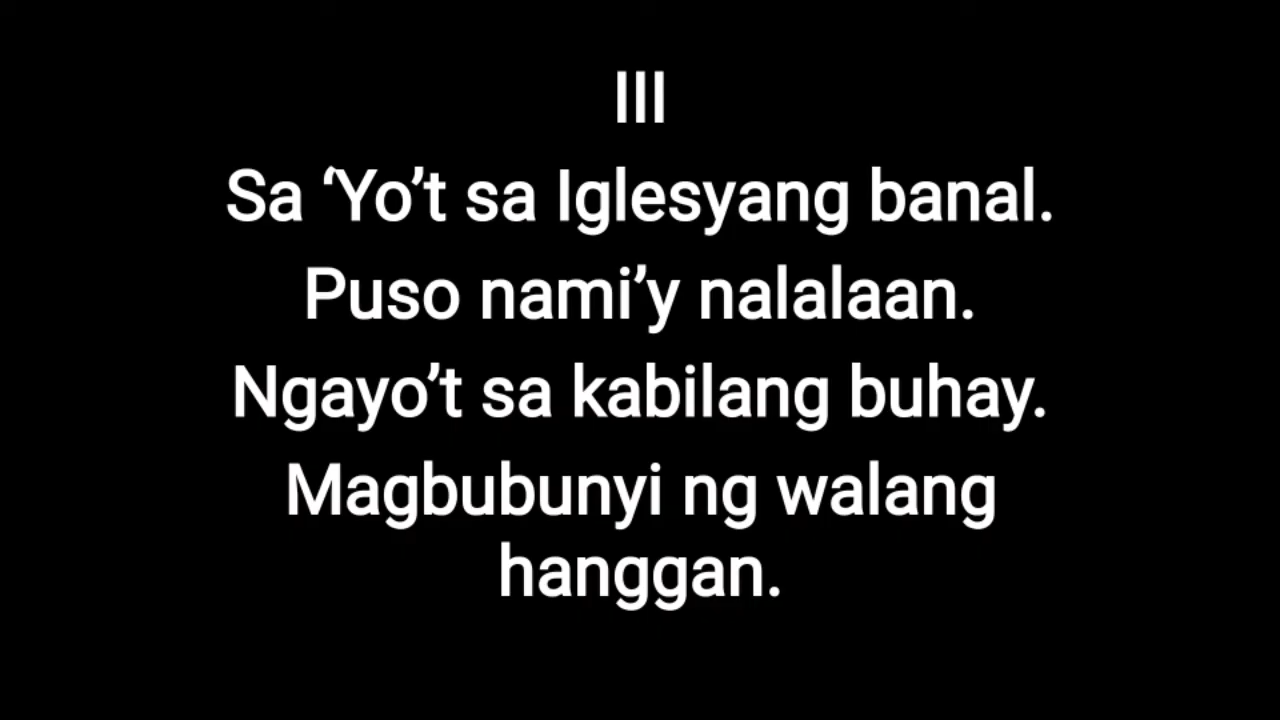 III
Sa ‘Yo’t sa Iglesyang banal.
Puso nami’y nalalaan.
Ngayo’t sa kabilang buhay.
Magbubunyi ng walang
hanggan.